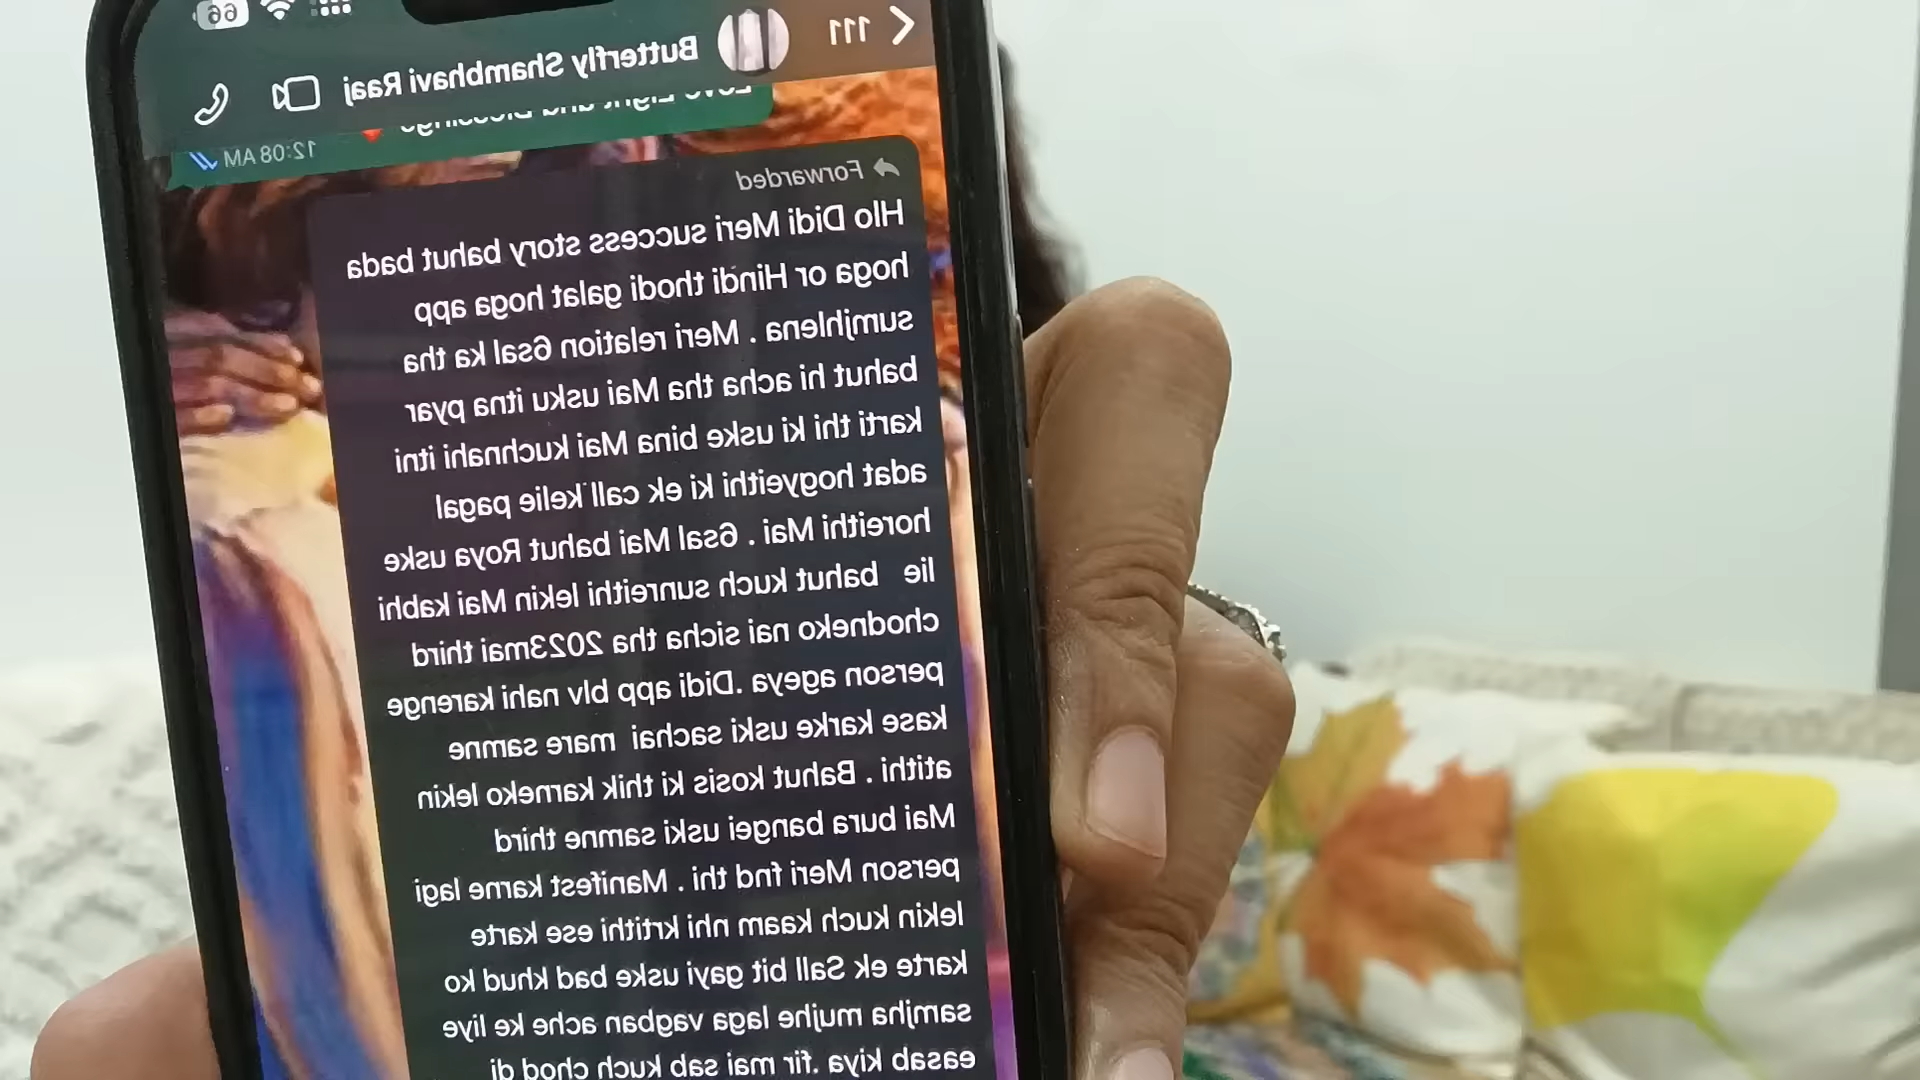 66
111
Butterfly Shambhavi Raaj
Love Light and Blessings
12:08 AM
Forwarded
Hlo Didi Meri success story bahut bada
hoga or Hindi thodi galat hoga app
sumjhlena . Meri relation 6sal ka tha
bahut hi acha tha Mai usku itna pyar
karti thi ki uske bina Mai kuchnahi itni
adat hogyeithi ki ek call kelie pagal
horeithi Mai . 6sal Mai bahut Roya uske
lie bahut kuch sunreithi lekin Mai kabhi
chodneko nai sicha tha 2023mai third
person ageya .Didi app blv nahi karenge
kase karke uski sachai mare samne
atithi . Bahut kosis ki thik karneko lekin
Mai bura bangei uski samne third
person Meri fnd thi . Manifest karne lagi
lekin kuch kaam nhi krtithi ese karte
karte ek Sall bit gayi uske bad khud ko
samjha mujhe laga vagban ache ke liye
easab kiya .fir mai sab kuch chod di